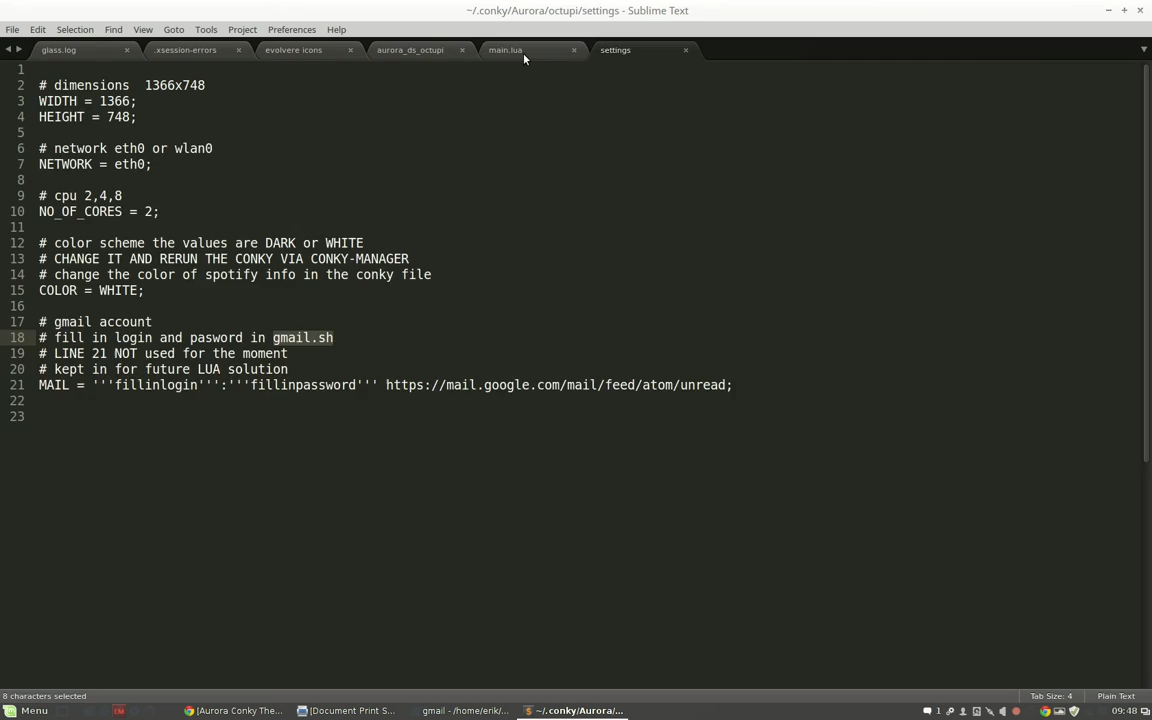 ~/.conky/Aurora/octupi/settings - Sublime Text
File Edit Selection Find View Goto Tools Project Preferences Help
glass.log .xsession-errors evolvere icons aurora_ds_octupi main.lua settings
1
2 # dimensions  1366x748
3 WIDTH = 1366;
4 HEIGHT = 748;
5
6 # network eth0 or wlan0
7 NETWORK = eth0;
8
9 # cpu 2,4,8
10 NO_OF_CORES = 2;
11
12 # color scheme the values are DARK or WHITE
13 # CHANGE IT AND RERUN THE CONKY VIA CONKY-MANAGER
14 # change the color of spotify info in the conky file
15 COLOR = WHITE;
16
17 # gmail account
18 # fill in login and pasword in gmail.sh
19 # LINE 21 NOT used for the moment
20 # kept in for future LUA solution
21 MAIL = '''fillinlogin''':'''fillinpassword''' https://mail.google.com/mail/feed/atom/unread;
22
23
8 characters selected Tab Size: 4 Plain Text
Menu [Aurora Conky The... [Document Print S... gmail - /home/erik/... ~/.conky/Aurora/... 1 09:48